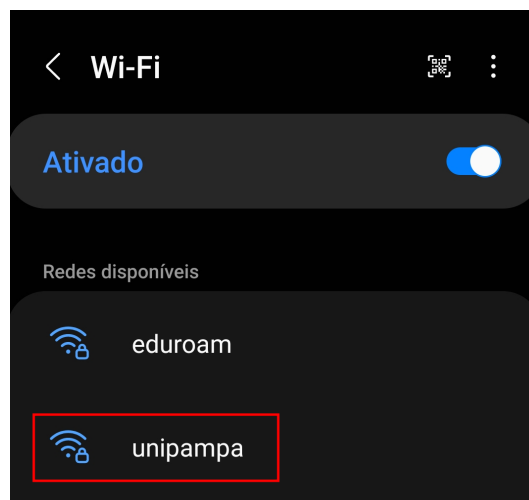 Wi-Fi
Ativado
Redes disponíveis
eduroam
unipampa